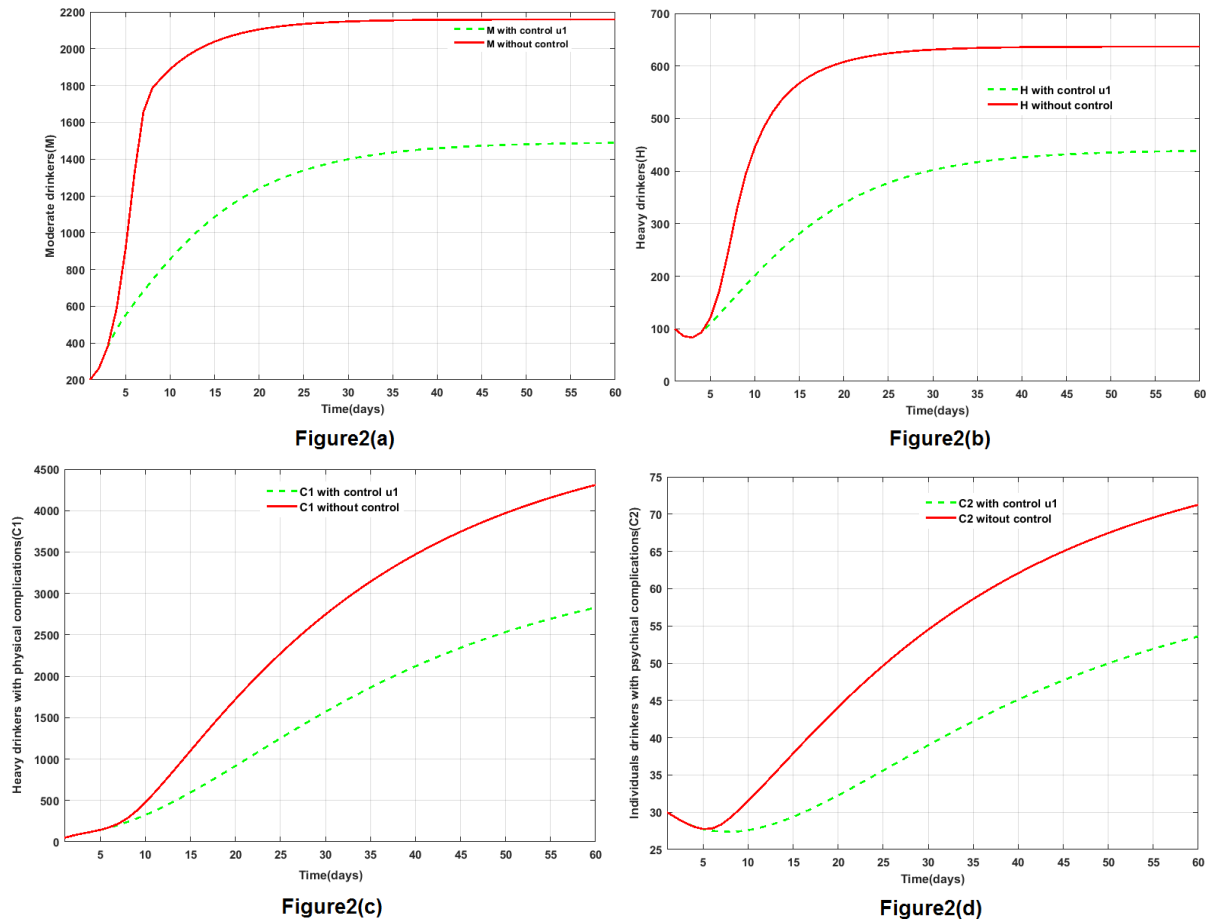 2200
2000
1800
1600
1400
1200
1000
800
600
400
200
Moderate drinkers(M)
M with control u1
M without control
5 10 15 20 25 30 35 40 45 50 55 60
Time(days)
Figure2(a)
700
600
500
400
300
200
100
0
Heavy drinkers(H)
H with control u1
H without control
5 10 15 20 25 30 35 40 45 50 55 60
Time(days)
Figure2(b)
4500
4000
3500
3000
2500
2000
1500
1000
500
0
Heavy drinkers with physical complications(C1)
C1 with control u1
C1 without control
5 10 15 20 25 30 35 40 45 50 55 60
Time(days)
Figure2(c)
75
70
65
60
55
50
45
40
35
30
25
Individuals drinkers with psychical complications(C2)
C2 with control u1
C2 witout control
5 10 15 20 25 30 35 40 45 50 55 60
Time(days)
Figure2(d)